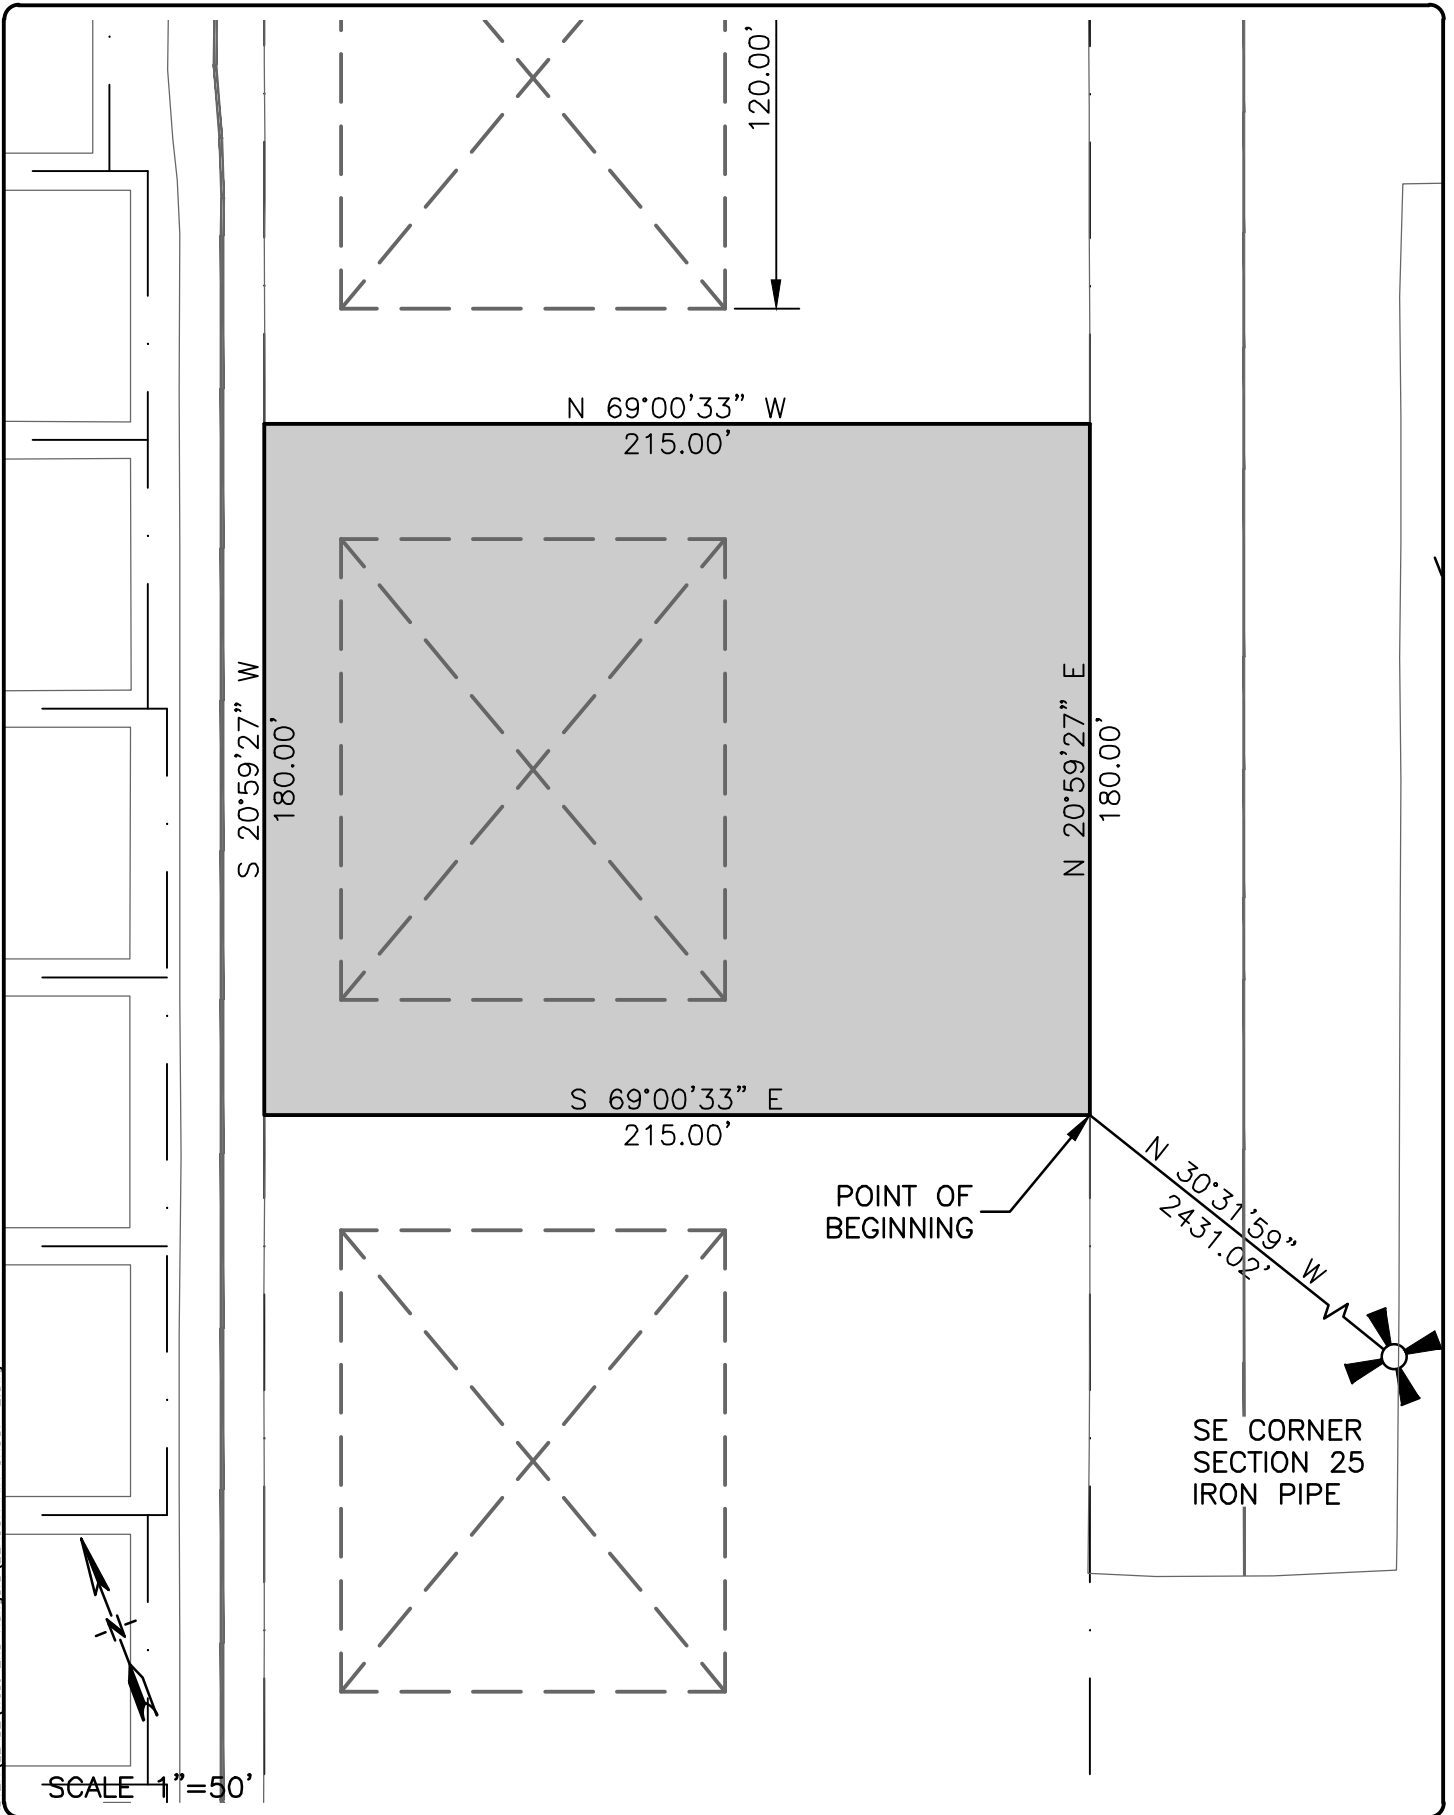 120.00'
N 69°00'33" W
215.00'
S 20°59'27" W
180.00'
N 20°59'27" E
180.00'
S 69°00'33" E
215.00'
POINT OF
BEGINNING
N 30°31'59" W
2431.02'
SE CORNER
SECTION 25
IRON PIPE
N
SCALE 1"=50'